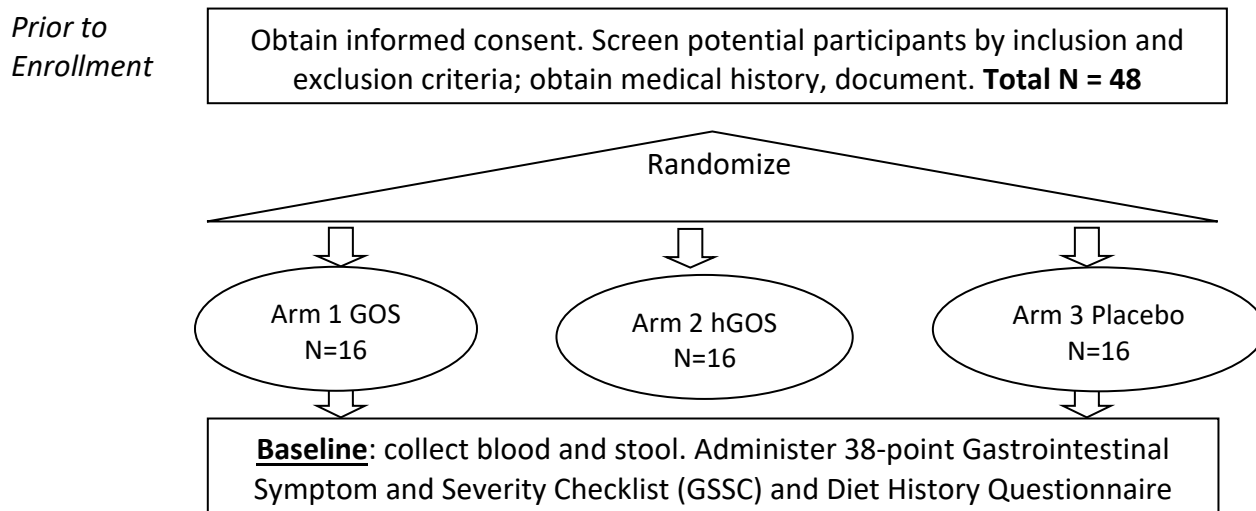 Prior to
Enrollment
Obtain informed consent. Screen potential participants by inclusion and
exclusion criteria; obtain medical history, document. Total N = 48
Randomize
Arm 1 GOS
N=16
Arm 2 hGOS
N=16
Arm 3 Placebo
N=16
Baseline: collect blood and stool. Administer 38-point Gastrointestinal
Symptom and Severity Checklist (GSSC) and Diet History Questionnaire